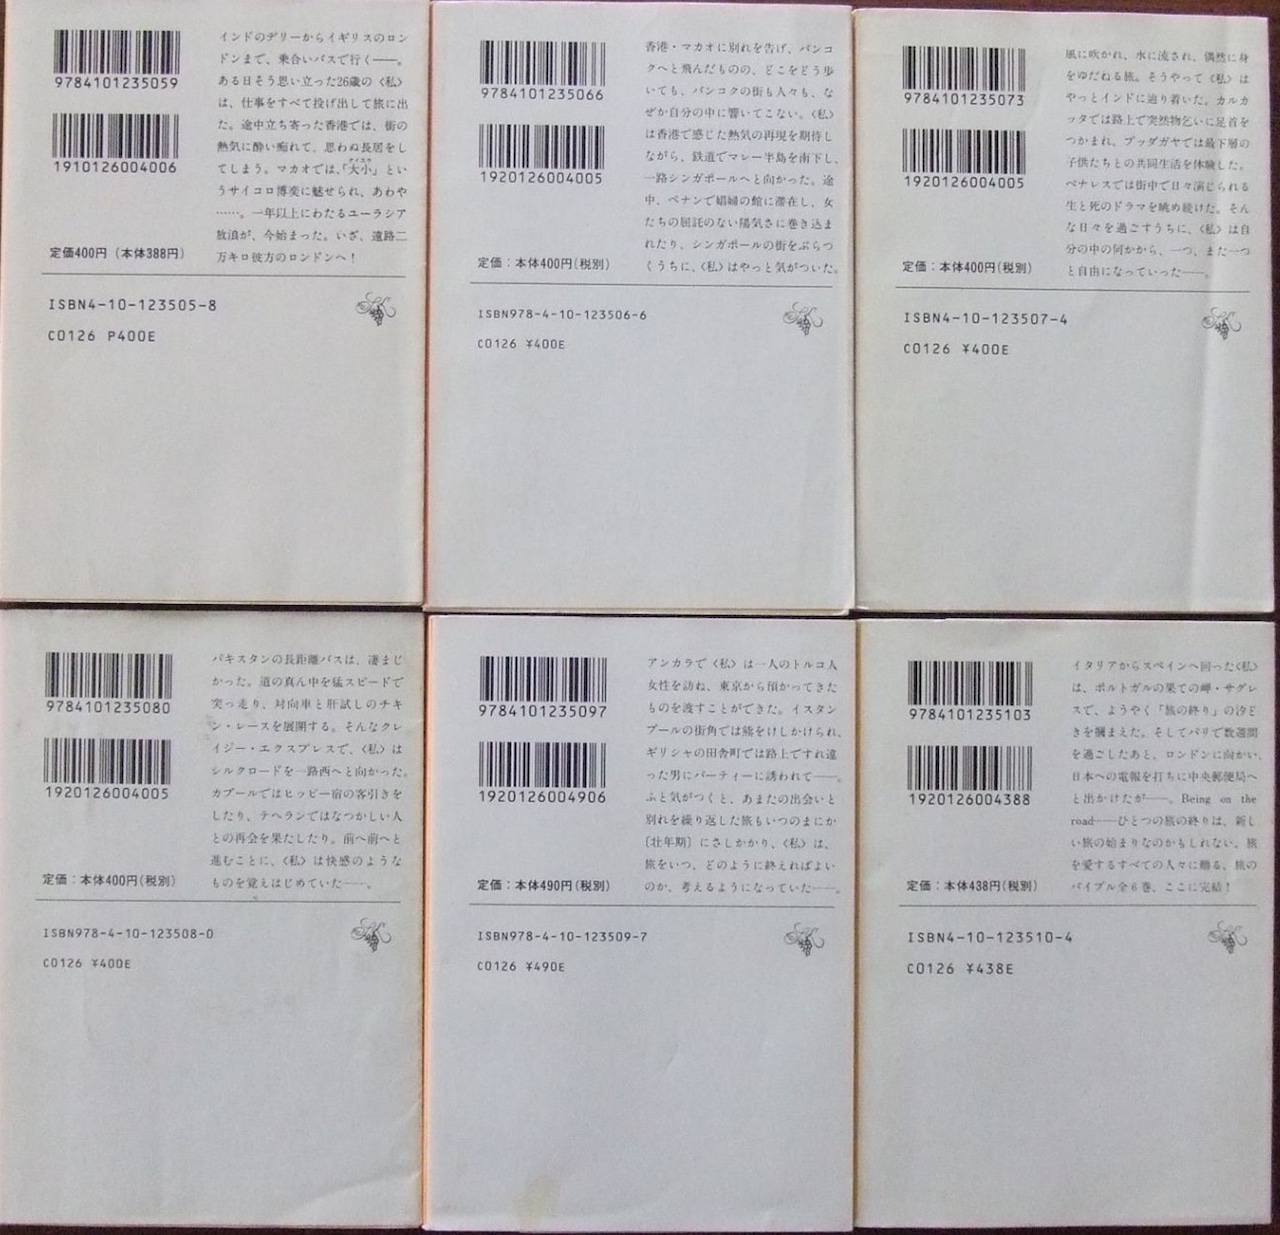 9784101235059
1910126004006
定価400円（本体388円）
インドのデリーからイギリスのロン
ドンまで、乗合いバスで行く――。
ある日そう思い立った26歳の〈私〉
は、仕事をすべて投げ出して旅に出
た。途中立ち寄った香港では、街の
熱気に酔い痴れて、思わぬ長居をし
てしまう。マカオでは、「大小」とい
うサイコロ博奕に魅せられ、あわや
……。一年以上にわたるユーラシア
放浪が、今始まった。いざ、遠路二
万キロ彼方のロンドンへ！
ISBN4-10-123505-8
C0126 P400E
9784101235066
1920126004005
定価：本体400円（税別）
香港・マカオに別れを告げ、バンコ
クへと飛んだものの、どこをどう歩
いても、バンコクの街も人々も、な
ぜか自分の中に響いてこない。〈私〉
は香港で感じた熱気の再現を期待し
ながら、鉄道でマレー半島を南下し、
一路シンガポールへと向かった。途
中、ペナンで娼婦の館に滞在し、女
たちの屈託のない陽気さに巻き込ま
れたり、シンガポールの街をぶらつ
くうちに、〈私〉はやっと気がついた。
ISBN978-4-10-123506-6
C0126 ¥400E
9784101235073
1920126004005
定価：本体400円（税別）
風に吹かれ、水に流され、偶然に身
をゆだねる旅。そうやって〈私〉は
やっとインドに辿り着いた。カルカ
ッタでは路上で突然物乞いに足首を
つかまれ、ブッダガヤでは最下層の
子供たちとの共同生活を体験した。
ベナレスでは街中で日々演じられる
生と死のドラマを眺め続けた。そん
な日々を過ごすうちに、〈私〉は自
分の中の何かから、一つ、また一つ
と自由になっていった――。
ISBN4-10-123507-4
C0126 ¥400E
9784101235080
1920126004005
定価：本体400円（税別）
パキスタンの長距離バスは、凄まじ
かった。道の真ん中を猛スピードで
突っ走り、対向車と肝試しのチキ
ン・レースを展開する。そんなクレ
イジー・エクスプレスで、〈私〉は
シルクロードを一路西へと向かった。
カブールではヒッピー宿の客引きを
したり、テヘランではなつかしい人
との再会を果たしたり。前へ前へと
進むことに、〈私〉は快感のような
ものを覚えはじめていた――。
ISBN978-4-10-123508-0
C0126 ¥400E
9784101235097
1920126004906
定価：本体490円（税別）
アンカラで〈私〉は一人のトルコ人
女性を訪ね、東京から預かってきた
ものを渡すことができた。イスタン
ブールの街角では熊をけしかけられ、
ギリシャの田舎町では路上ですれ違
った男にパーティーに誘われて――。
ふと気がつくと、あまたの出会いと
別れを繰り返した旅もいつのまにか
〔壮年期〕にさしかかり、〈私〉は、
旅をいつ、どのように終えればよい
のか、考えるようになっていた――。
ISBN978-4-10-123509-7
C0126 ¥490E
9784101235103
1920126004388
定価：本体438円（税別）
イタリアからスペインへ回った〈私〉
は、ポルトガルの果ての岬・サグレ
スで、ようやく「旅の終り」の汐ど
きを摑まえた。そしてパリで数週間
を過ごしたあと、ロンドンに向かい、
日本への電報を打ちに中央郵便局へ
と出かけたが――。Being on the
road――ひとつの旅の終りは、新し
い旅の始まりなのかもしれない。旅
を愛するすべての人々に贈る、旅の
バイブル全6巻、ここに完結！
ISBN4-10-123510-4
C0126 ¥438E